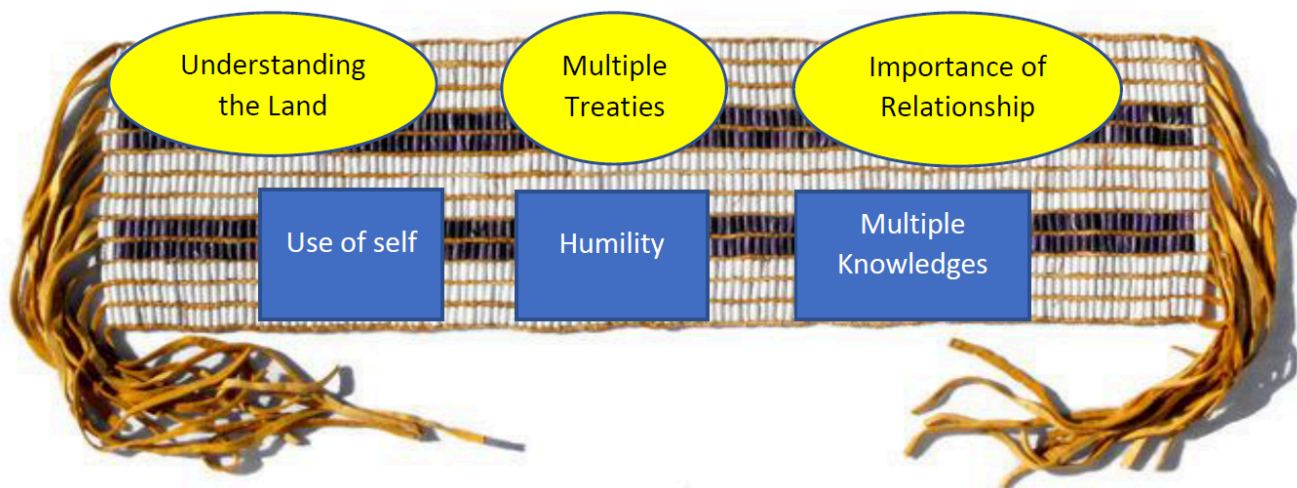 Understanding
the Land
Multiple
Treaties
Importance of
Relationship
Use of self
Humility
Multiple
Knowledges